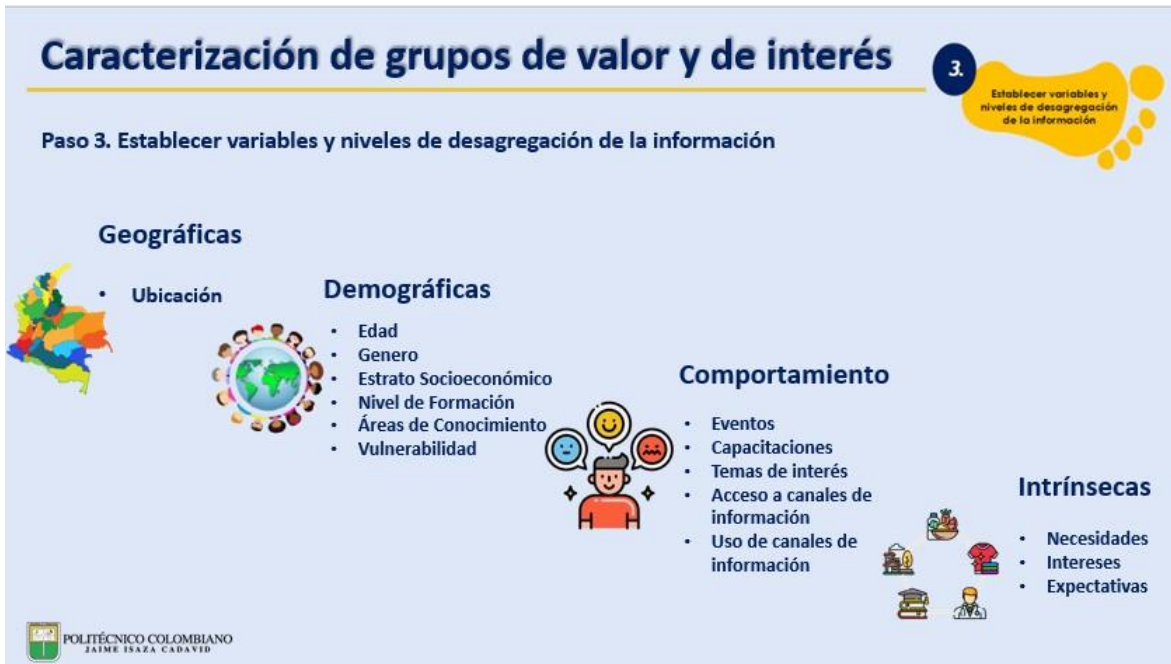 Caracterización de grupos de valor y de interés
3.
Establecer variables y
niveles de desagregación
de la información
Paso 3. Establecer variables y niveles de desagregación de la información
Geográficas
• Ubicación
Demográficas
• Edad
• Genero
• Estrato Socioeconómico
• Nivel de Formación
• Áreas de Conocimiento
• Vulnerabilidad
Comportamiento
• Eventos
• Capacitaciones
• Temas de interés
• Acceso a canales de
información
• Uso de canales de
información
Intrínsecas
• Necesidades
• Intereses
• Expectativas
POLITÉCNICO COLOMBIANO
JAIME ISAZA CADAVID